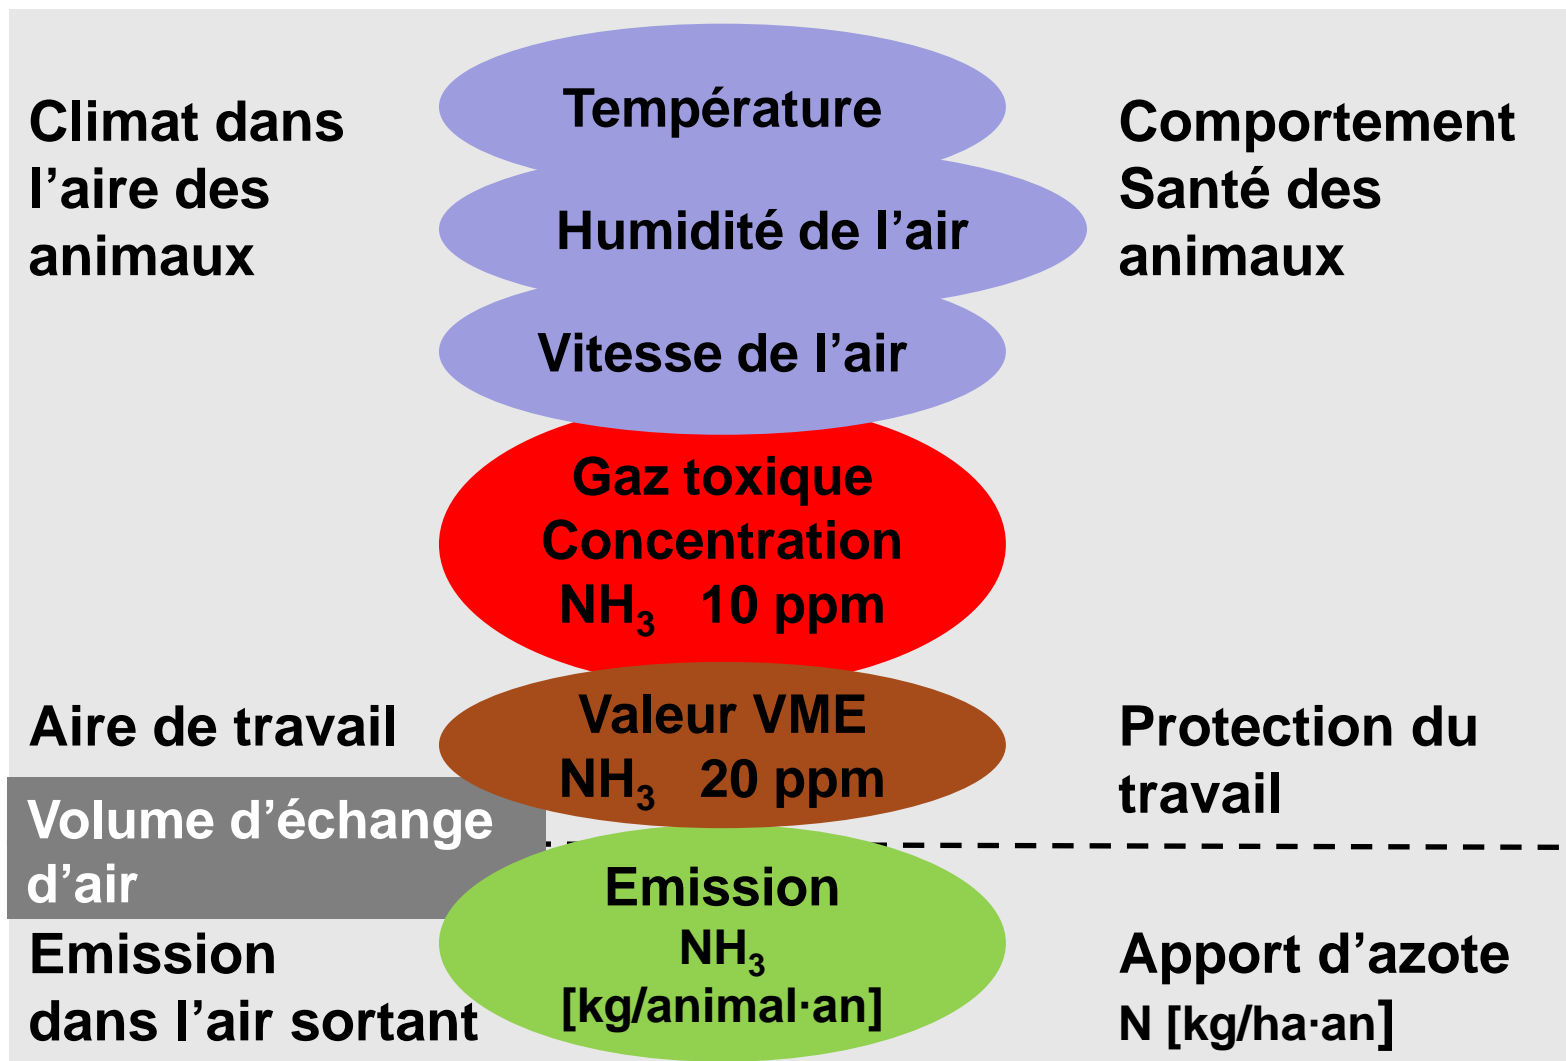 Climat dans
l’aire des
animaux
Température
Humidité de l’air
Vitesse de l’air
Comportement
Santé des
animaux
Gaz toxique
Concentration
NH₃ 10 ppm
Aire de travail
Valeur VME
NH₃ 20 ppm
Protection du
travail
Volume d’échange
d’air
Emission
dans l’air sortant
Emission
NH₃
[kg/animal·an]
Apport d’azote
N [kg/ha·an]